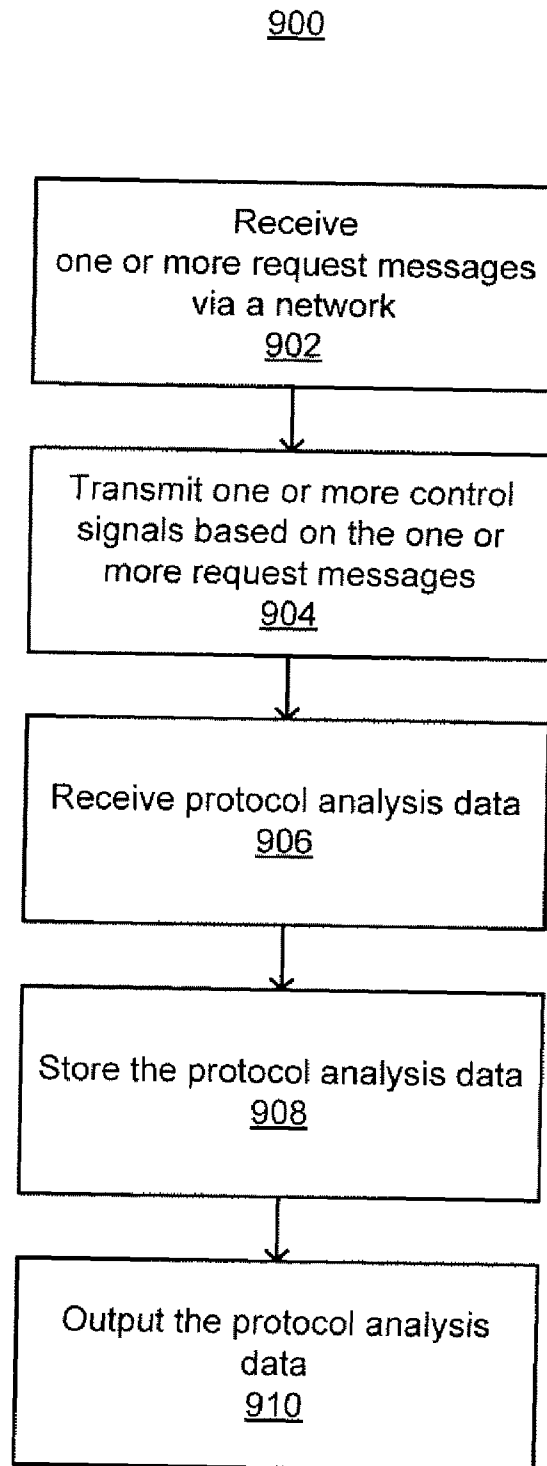 900
Receive
one or more request messages
via a network
902
Transmit one or more control
signals based on the one or
more request messages
904
Receive protocol analysis data
906
Store the protocol analysis data
908
Output the protocol analysis
data
910